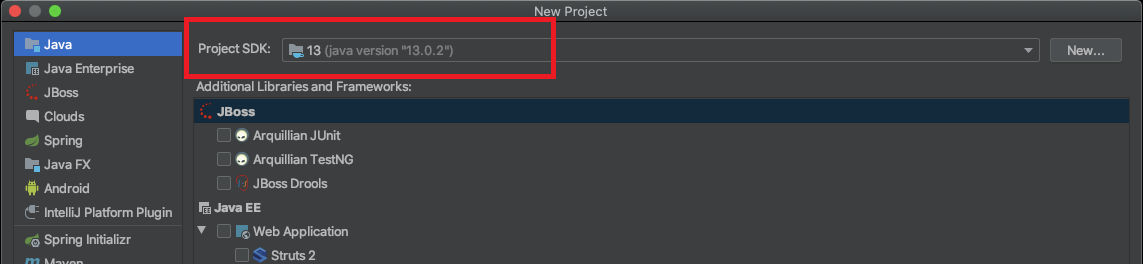 New Project
Java
Java Enterprise
JBoss
Clouds
Spring
Java FX
Android
IntelliJ Platform Plugin
Spring Initializr
Maven
Project SDK: 13 (java version "13.0.2") New...
Additional Libraries and Frameworks:
JBoss
Arquillian JUnit
Arquillian TestNG
JBoss Drools
Java EE
Web Application
Struts 2